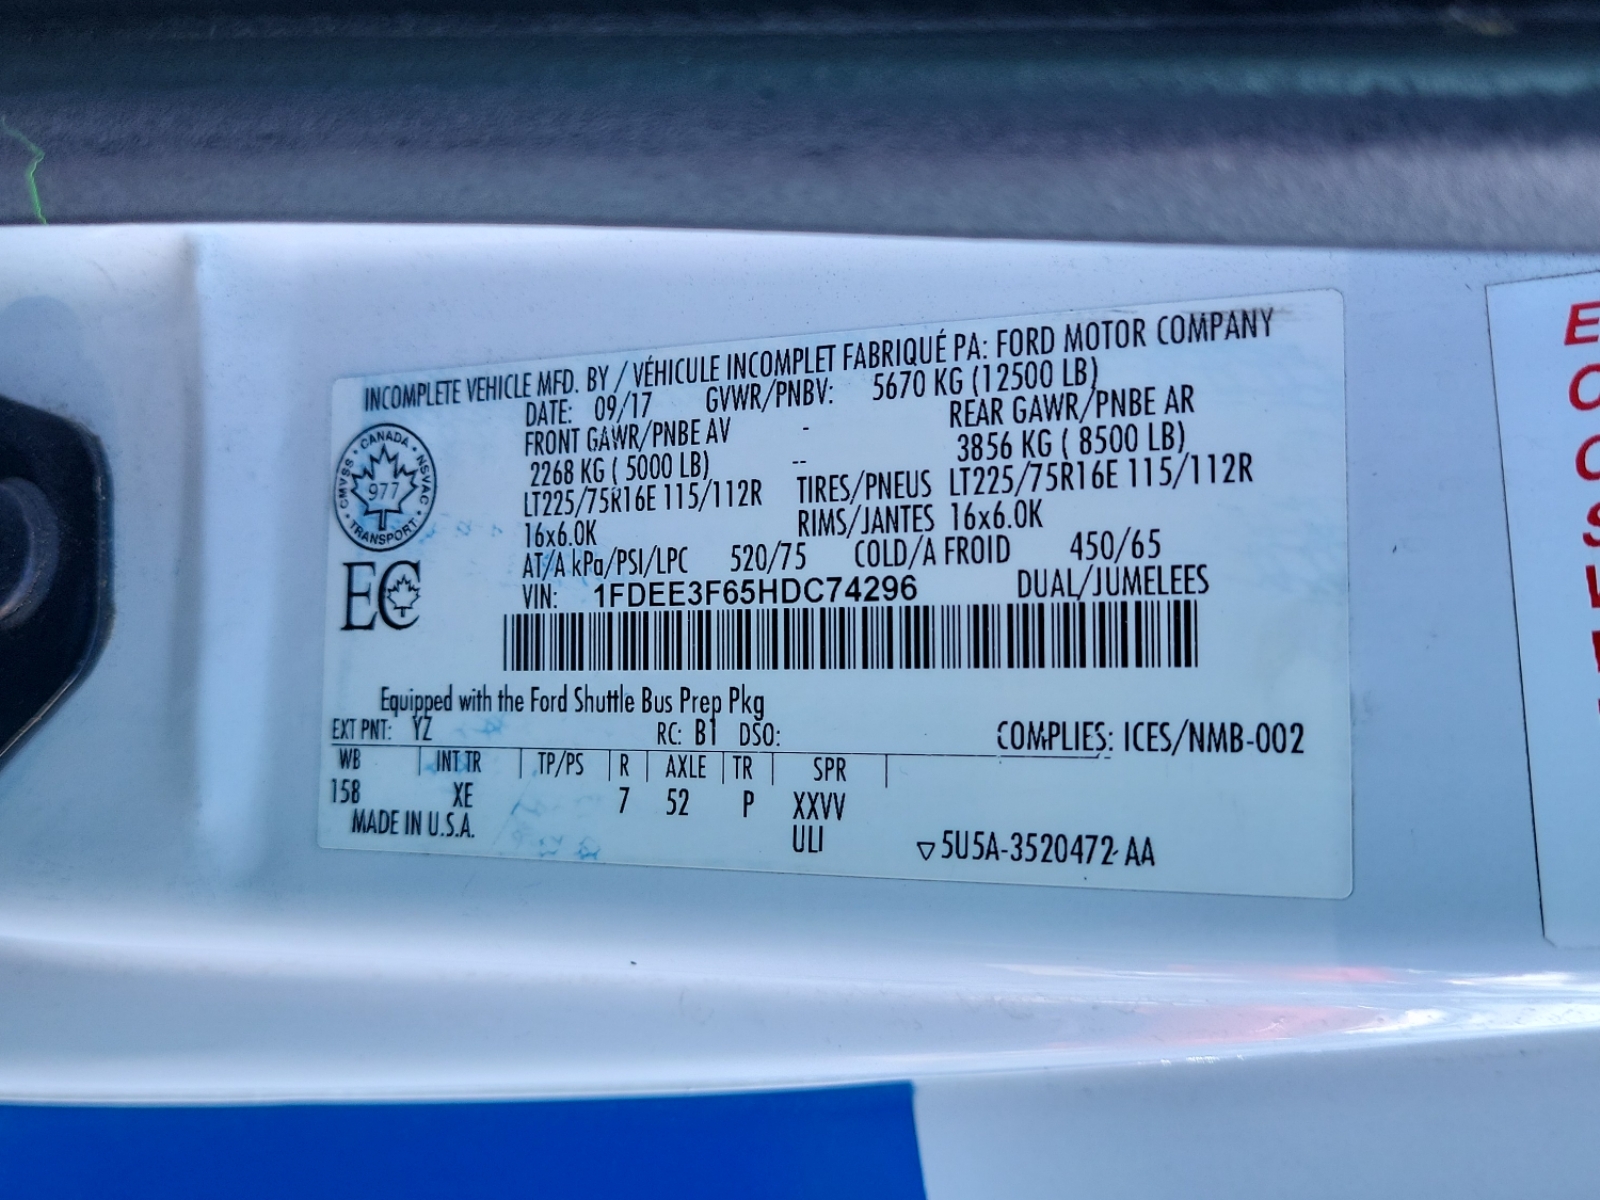 INCOMPLETE VEHICLE MFD. BY / VÉHICULE INCOMPLET FABRIQUÉ PA: FORD MOTOR COMPANY
DATE: 09/17 GVWR/PNBV: 5670 KG (12500 LB)
FRONT GAWR/PNBE AV - REAR GAWR/PNBE AR
2268 KG ( 5000 LB) -- 3856 KG ( 8500 LB)
LT225/75R16E 115/112R TIRES/PNEUS LT225/75R16E 115/112R
16x6.0K RIMS/JANTES 16x6.0K
AT/A kPa/PSI/LPC 520/75 COLD/A FROID 450/65
VIN: 1FDEE3F65HDC74296 DUAL/JUMELEES
CANADA
CMVSS NSVAC
977
TRANSPORT
EC
Equipped with the Ford Shuttle Bus Prep Pkg
EXT PNT: YZ RC: B1 DSO: COMPLIES: ICES/NMB-002
WB INT TR TP/PS R AXLE TR SPR
158 XE 7 52 P XXVV
MADE IN U.S.A. ULI ▽5U5A-3520472-AA